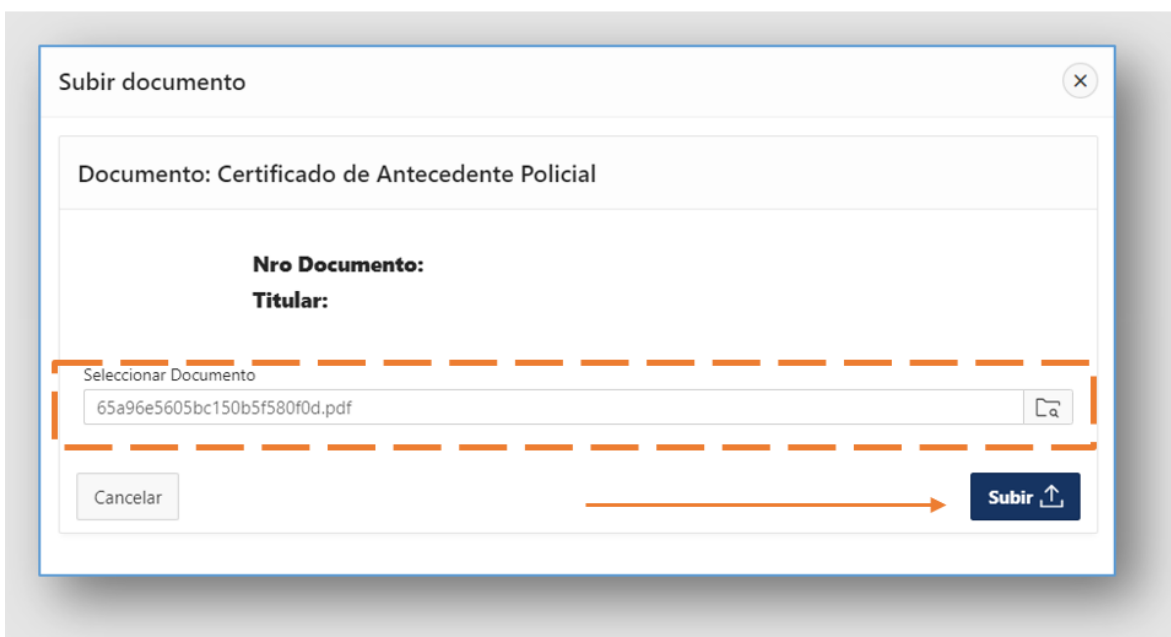 Subir documento
Documento: Certificado de Antecedente Policial
Nro Documento:
Titular:
Seleccionar Documento
65a96e5605bc150b5f580f0d.pdf
Cancelar
Subir